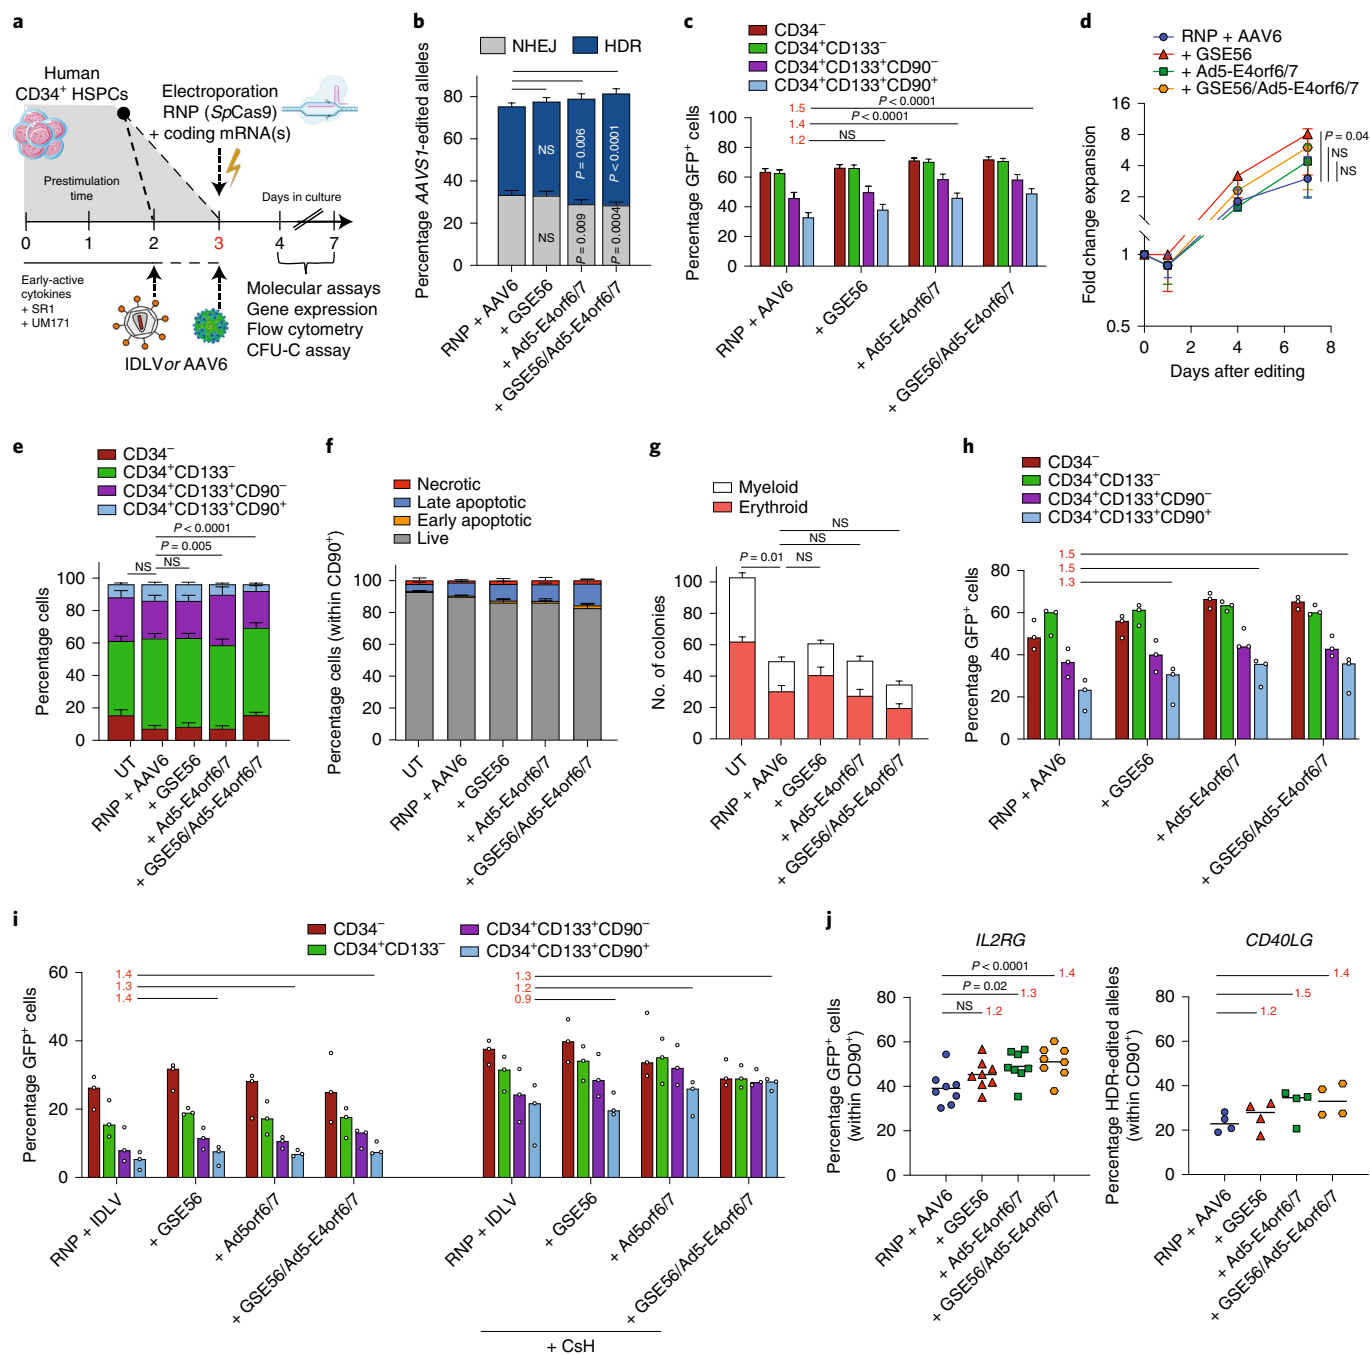 a
Human
CD34+ HSPCs
Electroporation
RNP (SpCas9)
+ coding mRNA(s)
Prestimulation
time
Days in culture
0 1 2 3 4 7
Early-active
cytokines
+ SR1
+ UM171
IDLV or AAV6
Molecular assays
Gene expression
Flow cytometry
CFU-C assay
b
NHEJ HDR
Percentage AAVS1-edited alleles
80
60
40
20
0
NS
P = 0.006
P < 0.0001
NS
P = 0.009
P = 0.0004
RNP + AAV6
+ GSE56
+ Ad5-E4orf6/7
+ GSE56/Ad5-E4orf6/7
c
CD34−
CD34+CD133−
CD34+CD133+CD90−
CD34+CD133+CD90+
1.5 P < 0.0001
1.4 P < 0.0001
1.2 NS
Percentage GFP+ cells
100
80
60
40
20
0
RNP + AAV6
+ GSE56
+ Ad5-E4orf6/7
+ GSE56/Ad5-E4orf6/7
d
RNP + AAV6
+ GSE56
+ Ad5-E4orf6/7
+ GSE56/Ad5-E4orf6/7
Fold change expansion
16
8
4
2
1
0.5
P = 0.04
NS
NS
0 2 4 6 8
Days after editing
e
CD34−
CD34+CD133−
CD34+CD133+CD90−
CD34+CD133+CD90+
P < 0.0001
P = 0.005
NS NS
Percentage cells
100
80
60
40
20
0
UT
RNP + AAV6
+ GSE56
+ Ad5-E4orf6/7
+ GSE56/Ad5-E4orf6/7
f
Necrotic
Late apoptotic
Early apoptotic
Live
Percentage cells (within CD90+)
100
80
60
40
20
0
UT
RNP + AAV6
+ GSE56
+ Ad5-E4orf6/7
+ GSE56/Ad5-E4orf6/7
g
Myeloid
Erythroid
NS
NS
P = 0.01 NS
No. of colonies
100
80
60
40
20
0
UT
RNP + AAV6
+ GSE56
+ Ad5-E4orf6/7
+ GSE56/Ad5-E4orf6/7
h
CD34−
CD34+CD133−
CD34+CD133+CD90−
CD34+CD133+CD90+
1.5
1.5
1.3
Percentage GFP+ cells
80
60
40
20
0
RNP + AAV6
+ GSE56
+ Ad5-E4orf6/7
+ GSE56/Ad5-E4orf6/7
i
CD34−
CD34+CD133−
CD34+CD133+CD90−
CD34+CD133+CD90+
1.4
1.3
1.4
1.3
1.2
0.9
Percentage GFP+ cells
60
40
20
0
RNP + IDLV
+ GSE56
+ Ad5orf6/7
+ GSE56/Ad5-E4orf6/7
RNP + IDLV
+ GSE56
+ Ad5orf6/7
+ GSE56/Ad5-E4orf6/7
+ CsH
j
IL2RG
P < 0.0001 1.4
P = 0.02 1.3
NS 1.2
Percentage GFP+ cells
(within CD90+)
80
60
40
20
0
RNP + AAV6
+ GSE56
+ Ad5-E4orf6/7
+ GSE56/Ad5-E4orf6/7
CD40LG
1.4
1.5
1.2
Percentage HDR-edited alleles
(within CD90+)
80
60
40
20
0
RNP + AAV6
+ GSE56
+ Ad5-E4orf6/7
+ GSE56/Ad5-E4orf6/7